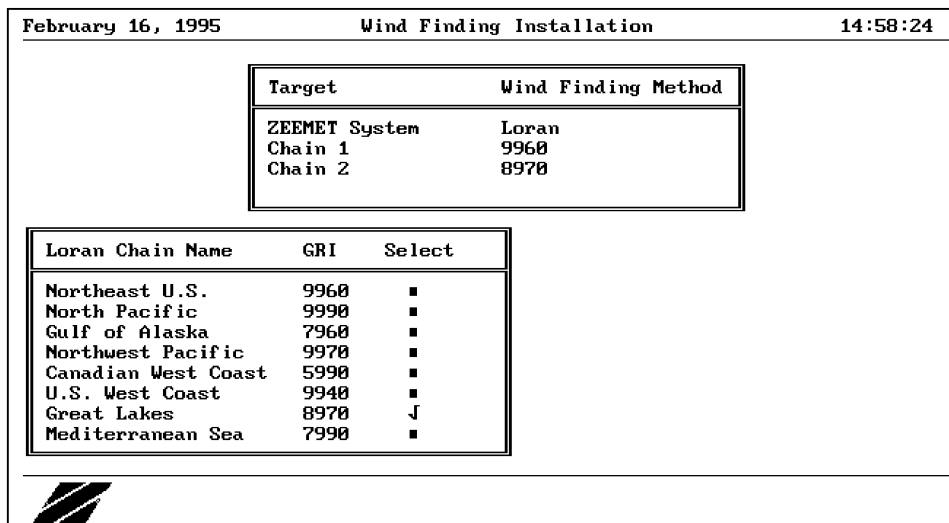 February 16, 1995 Wind Finding Installation 14:58:24
Target Wind Finding Method
ZEEMET System Loran
Chain 1 9960
Chain 2 8970
Loran Chain Name GRI Select
Northeast U.S. 9960 ▪
North Pacific 9990 ▪
Gulf of Alaska 7960 ▪
Northwest Pacific 9970 ▪
Canadian West Coast 5990 ▪
U.S. West Coast 9940 ▪
Great Lakes 8970 √
Mediterranean Sea 7990 ▪